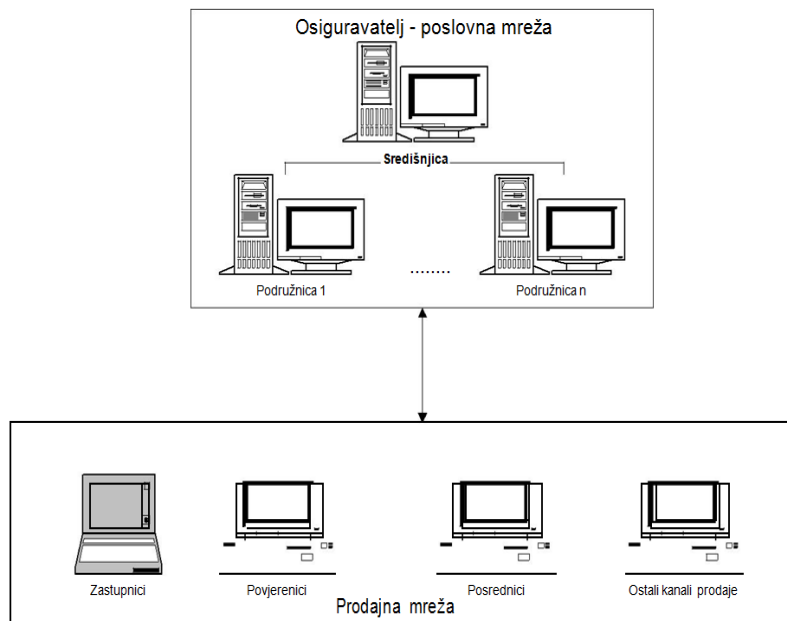 Osiguravatelj - poslovna mreža
Središnjica
........
Podružnica 1
Podružnica n
Zastupnici
Povjerenici
Posrednici
Ostali kanali prodaje
Prodajna mreža